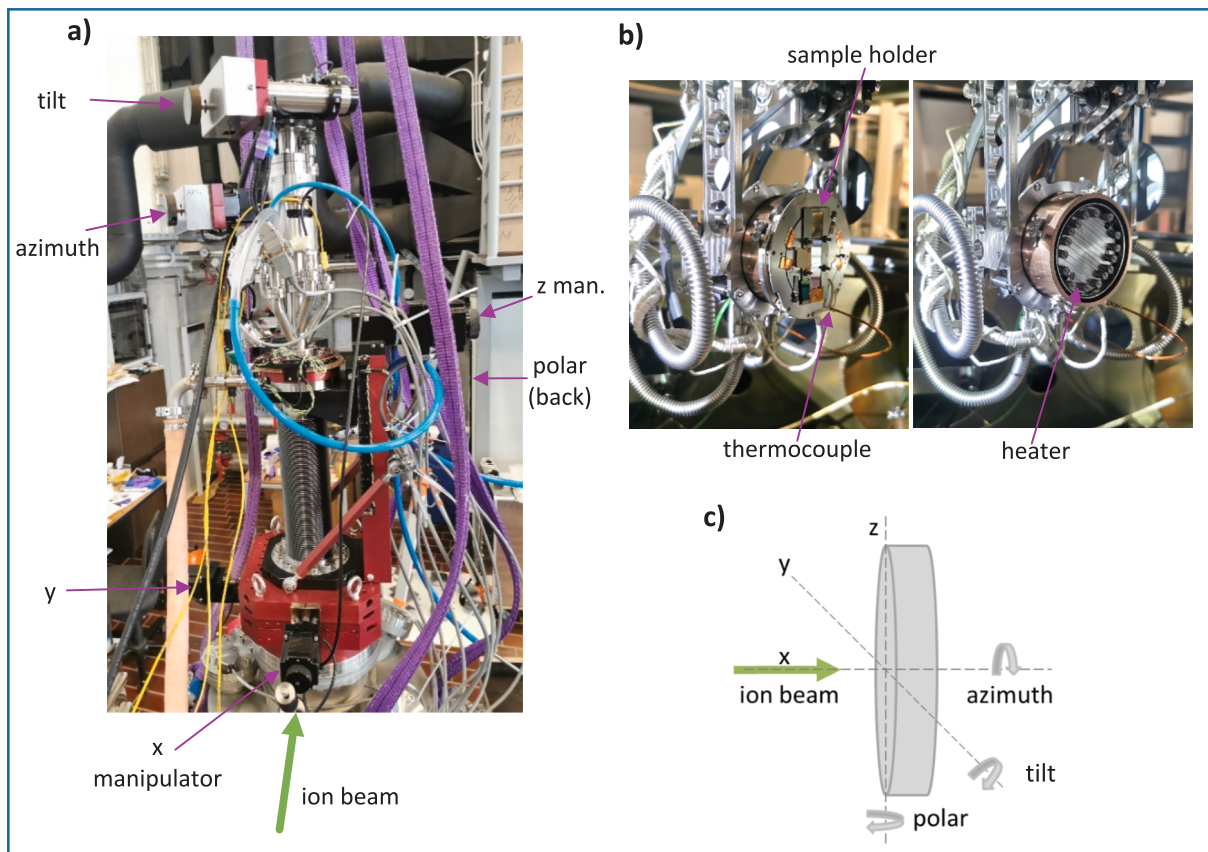 a)
tilt
azimuth
z man.
polar
(back)
y
x
manipulator
ion beam
b)
sample holder
thermocouple
heater
c)
z
y
x
ion beam
azimuth
tilt
polar